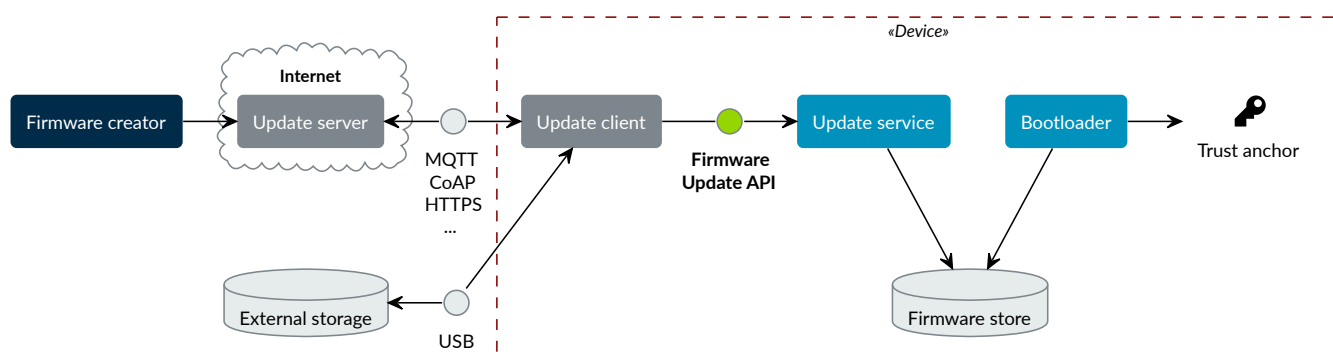 «Device»
Internet
Firmware creator
Update server
Update client
Update service
Bootloader
Trust anchor
MQTT
CoAP
HTTPS
...
Firmware
Update API
External storage
USB
Firmware store